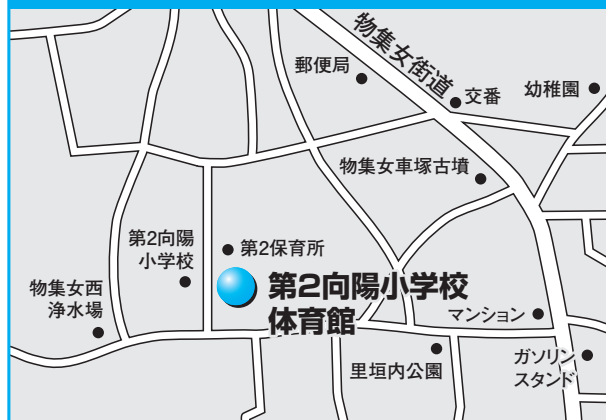 物集女街道
郵便局
交番
幼稚園
物集女車塚古墳
第2向陽
小学校
第2保育所
物集女西
浄水場
第2向陽小学校
体育館
マンション
里垣内公園
ガソリン
スタンド